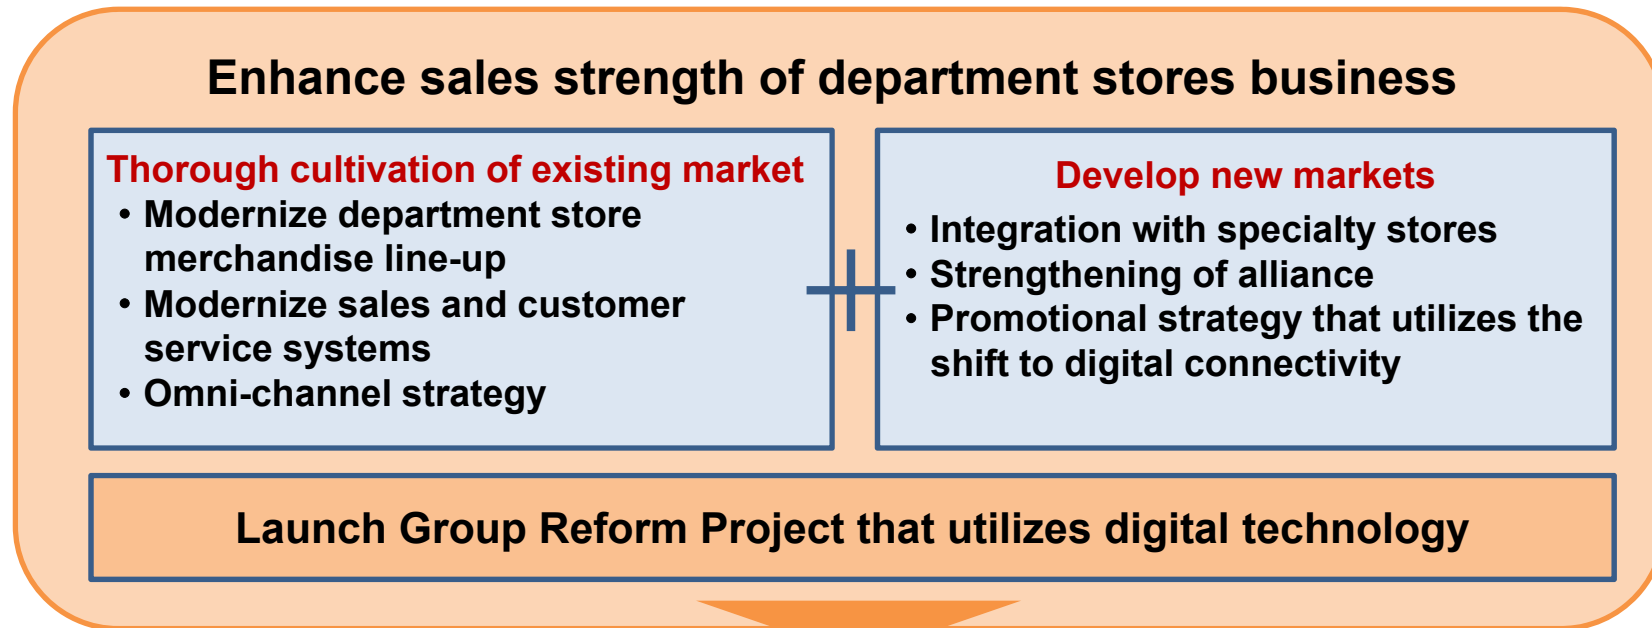 Enhance sales strength of department stores business
Thorough cultivation of existing market
• Modernize department store
merchandise line-up
• Modernize sales and customer
service systems
• Omni-channel strategy
Develop new markets
• Integration with specialty stores
• Strengthening of alliance
• Promotional strategy that utilizes the
shift to digital connectivity
Launch Group Reform Project that utilizes digital technology